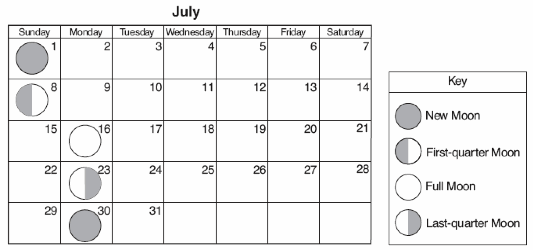 July
Sunday Monday Tuesday Wednesday Thursday Friday Saturday
1 2 3 4 5 6 7
8 9 10 11 12 13 14
15 16 17 18 19 20 21
22 23 24 25 26 27 28
29 30 31
Key
New Moon
First-quarter Moon
Full Moon
Last-quarter Moon